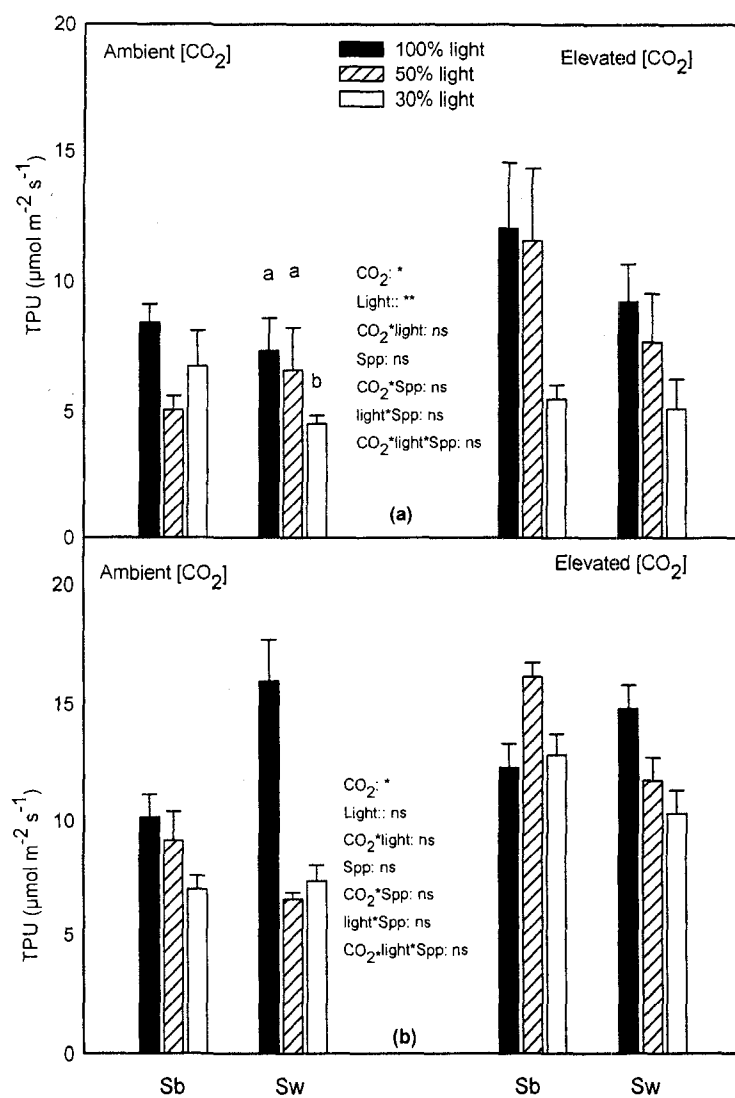 20
Ambient [CO2]
100% light
50% light
30% light
Elevated [CO2]
15
TPU (µmol m-2 s-1)
10
a a
b
CO2: *
Light:: **
CO2*light: ns
Spp: ns
CO2*Spp: ns
light*Spp: ns
CO2*light*Spp: ns
5
(a)
0
20
Ambient [CO2]
Elevated [CO2]
15
TPU (µmol m-2 s-1)
10
CO2: *
Light:: ns
CO2*light: ns
Spp: ns
CO2*Spp: ns
light*Spp: ns
CO2*light*Spp: ns
5
(b)
0
Sb Sw Sb Sw